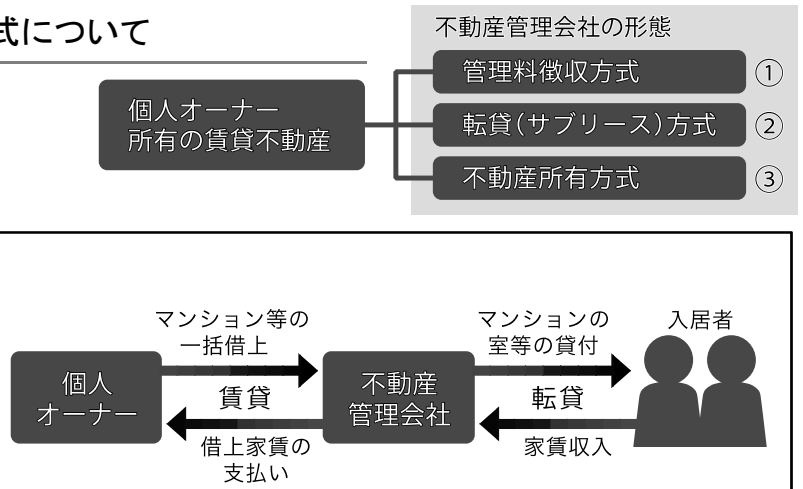 式について
不動産管理会社の形態
個人オーナー
所有の賃貸不動産
管理料徴収方式 ①
転貸(サブリース)方式 ②
不動産所有方式 ③
マンション等の
一括借上
マンションの
室等の貸付
入居者
個人
オーナー
賃貸
不動産
管理会社
転貸
借上家賃の
支払い
家賃収入